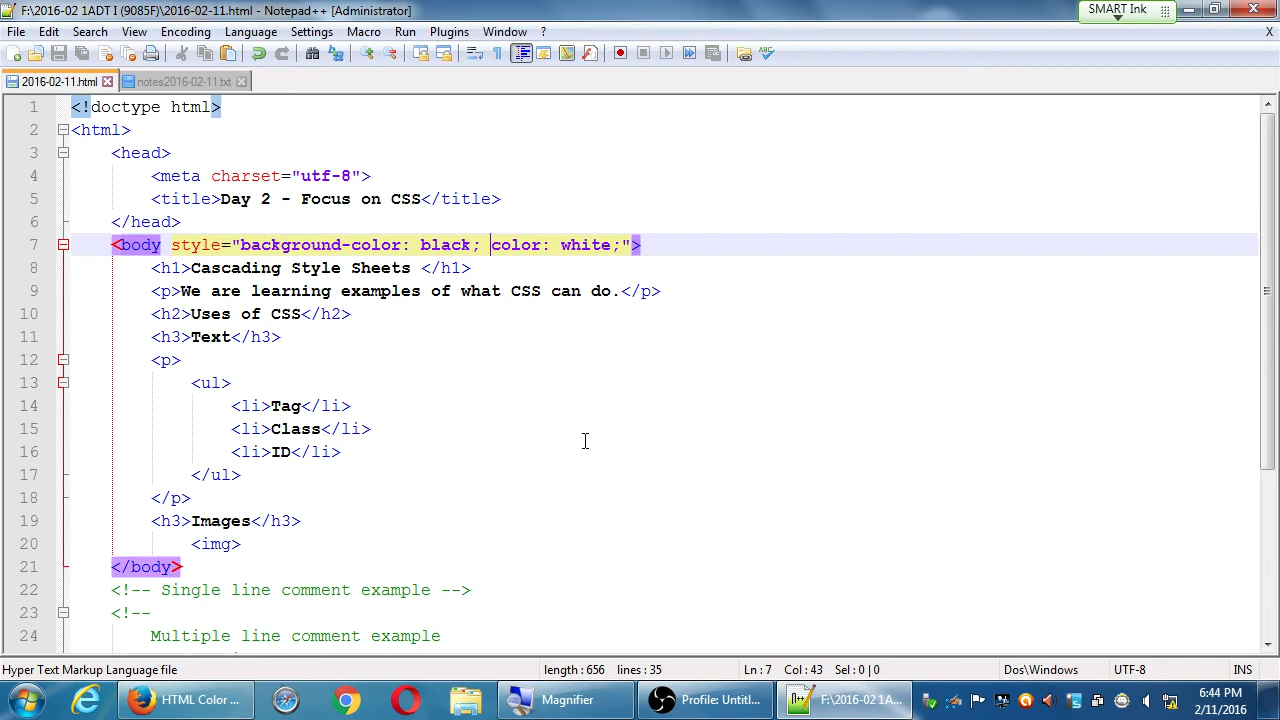 F:\2016-02 1ADT I (9085F)\2016-02-11.html - Notepad++ [Administrator]
SMART Ink
File Edit Search View Encoding Language Settings Macro Run Plugins Window ? X
2016-02-11.html notes2016-02-11.txt
1 <!doctype html>
2 <html>
3 <head>
4 <meta charset="utf-8">
5 <title>Day 2 - Focus on CSS</title>
6 </head>
7 <body style="background-color: black; color: white;">
8 <h1>Cascading Style Sheets </h1>
9 <p>We are learning examples of what CSS can do.</p>
10 <h2>Uses of CSS</h2>
11 <h3>Text</h3>
12 <p>
13 <ul>
14 <li>Tag</li>
15 <li>Class</li>
16 <li>ID</li>
17 </ul>
18 </p>
19 <h3>Images</h3>
20 <img>
21 </body>
22 <!-- Single line comment example -->
23 <!--
24 Multiple line comment example
Hyper Text Markup Language file length : 656 lines : 35 Ln : 7 Col : 43 Sel : 0 | 0 Dos\Windows UTF-8 INS
HTML Color ... Magnifier Profile: Untitl... F:\2016-02 1A... 6:44 PM
2/11/2016